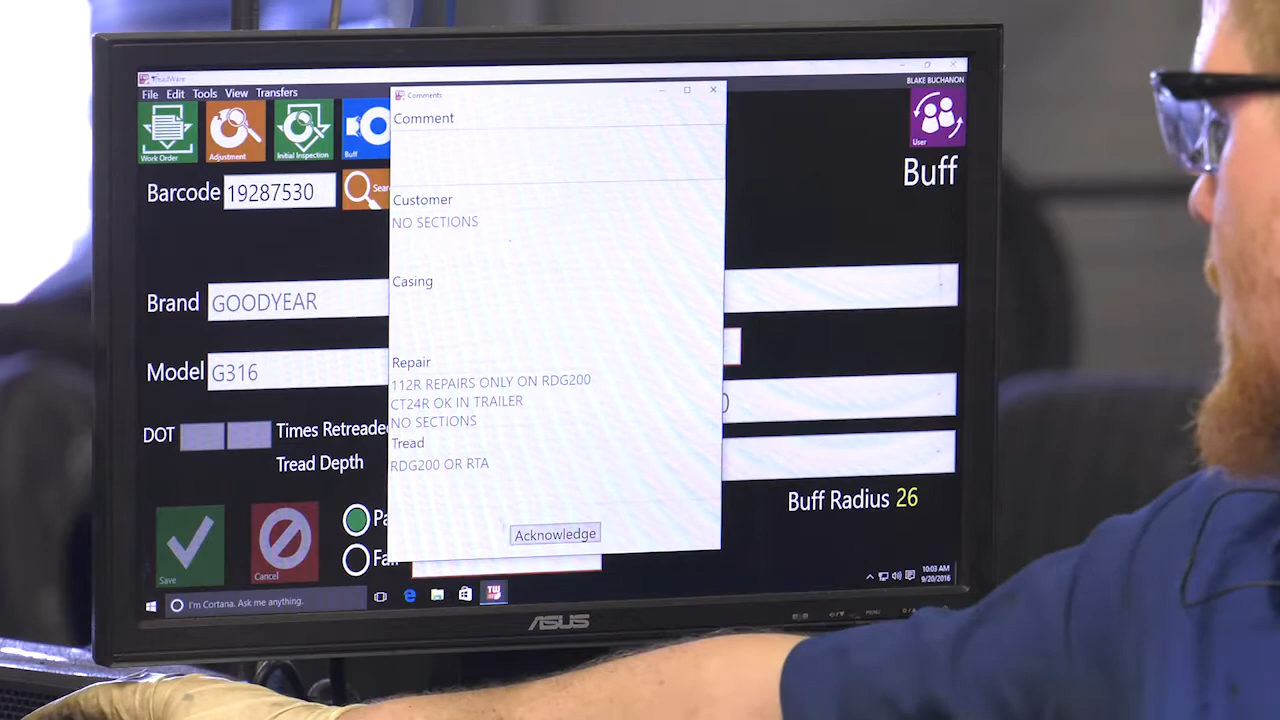 TreadWare
BLAKE BUCHANON
File Edit Tools View Transfers
Comments
Work Order
Adjustment
Initial Inspection
Buff
User
Comment
Buff
Barcode 19287530
Customer
NO SECTIONS
Casing
Brand GOODYEAR
Repair
Model G316
112R REPAIRS ONLY ON RDG200
CT24R OK IN TRAILER
NO SECTIONS
DOT
Times Retreade
Tread
Tread Depth
RDG200 OR RTA
Buff Radius 26
Acknowledge
Save
Cancel
10:03 AM
9/20/2016
I'm Cortana. Ask me anything.
TW
ASUS
MENU